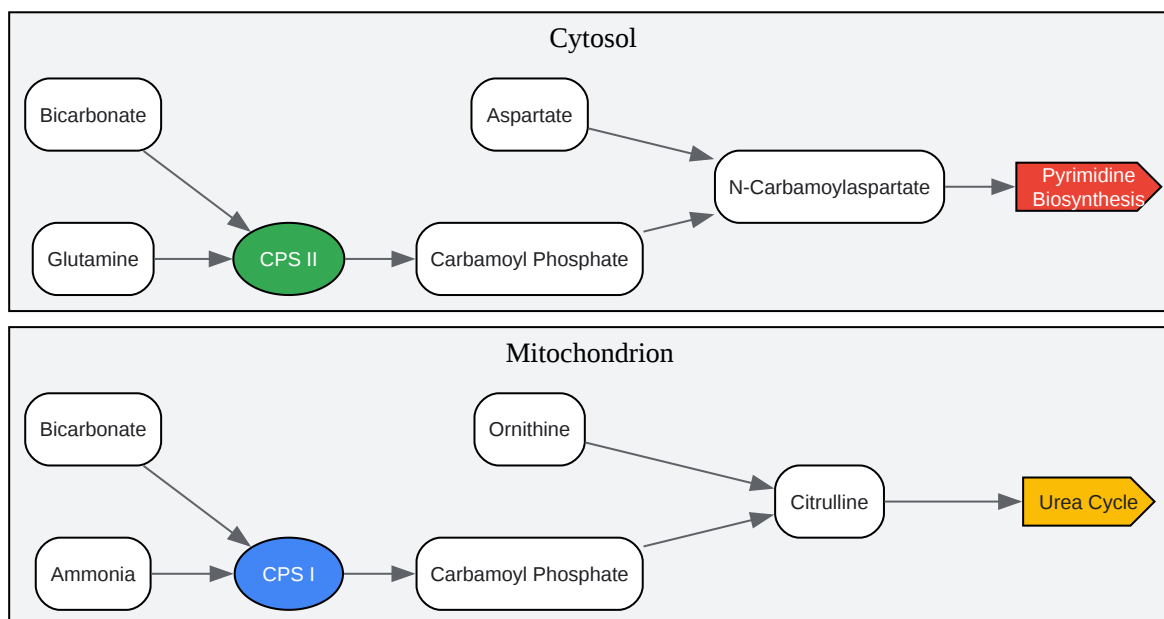 Cytosol
Bicarbonate
Aspartate
N-Carbamoylaspartate
Pyrimidine
Biosynthesis
Glutamine
CPS II
Carbamoyl Phosphate
Mitochondrion
Bicarbonate
Ornithine
Citrulline
Urea Cycle
Ammonia
CPS I
Carbamoyl Phosphate